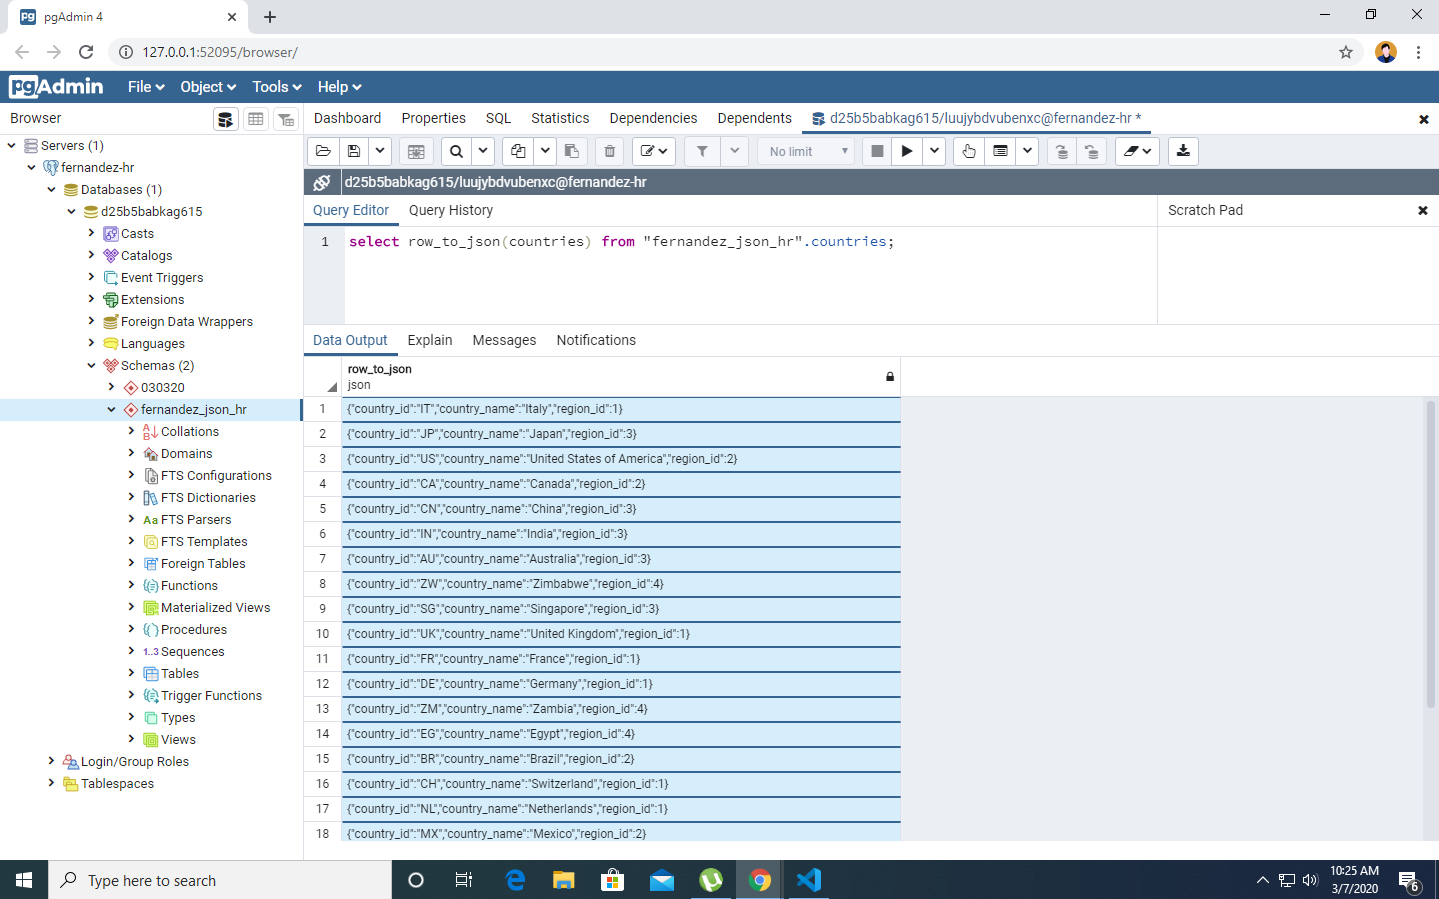 pgAdmin 4
127.0.0.1:52095/browser/
pgAdmin File Object Tools Help
Browser
Dashboard Properties SQL Statistics Dependencies Dependents d25b5babkag615/luujybdvubenxc@fernandez-hr *
No limit
d25b5babkag615/luujybdvubenxc@fernandez-hr
Query Editor Query History
Scratch Pad
1 select row_to_json(countries) from "fernandez_json_hr".countries;
Servers (1)
fernandez-hr
Databases (1)
d25b5babkag615
Casts
Catalogs
Event Triggers
Extensions
Foreign Data Wrappers
Languages
Schemas (2)
030320
fernandez_json_hr
Collations
Domains
FTS Configurations
FTS Dictionaries
Aa FTS Parsers
FTS Templates
Foreign Tables
Functions
Materialized Views
Procedures
1..3 Sequences
Tables
Trigger Functions
Types
Views
Login/Group Roles
Tablespaces
Data Output Explain Messages Notifications
row_to_json
json
1 {"country_id":"IT","country_name":"Italy","region_id":1}
2 {"country_id":"JP","country_name":"Japan","region_id":3}
3 {"country_id":"US","country_name":"United States of America","region_id":2}
4 {"country_id":"CA","country_name":"Canada","region_id":2}
5 {"country_id":"CN","country_name":"China","region_id":3}
6 {"country_id":"IN","country_name":"India","region_id":3}
7 {"country_id":"AU","country_name":"Australia","region_id":3}
8 {"country_id":"ZW","country_name":"Zimbabwe","region_id":4}
9 {"country_id":"SG","country_name":"Singapore","region_id":3}
10 {"country_id":"UK","country_name":"United Kingdom","region_id":1}
11 {"country_id":"FR","country_name":"France","region_id":1}
12 {"country_id":"DE","country_name":"Germany","region_id":1}
13 {"country_id":"ZM","country_name":"Zambia","region_id":4}
14 {"country_id":"EG","country_name":"Egypt","region_id":4}
15 {"country_id":"BR","country_name":"Brazil","region_id":2}
16 {"country_id":"CH","country_name":"Switzerland","region_id":1}
17 {"country_id":"NL","country_name":"Netherlands","region_id":1}
18 {"country_id":"MX","country_name":"Mexico","region_id":2}
Type here to search
10:25 AM
3/7/2020
6